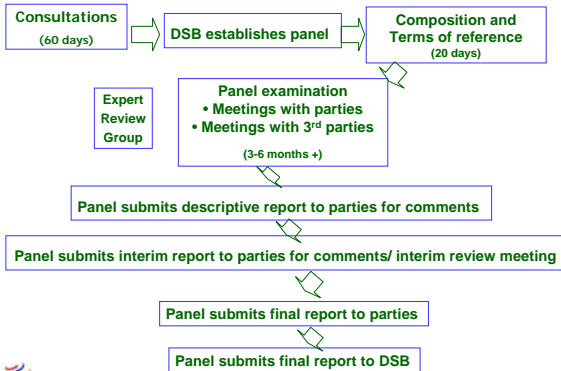 Consultations
(60 days)
DSB establishes panel
Composition and
Terms of reference
(20 days)
Expert
Review
Group
Panel examination
• Meetings with parties
• Meetings with 3rd parties
(3-6 months +)
Panel submits descriptive report to parties for comments
Panel submits interim report to parties for comments/ interim review meeting
Panel submits final report to parties
Panel submits final report to DSB